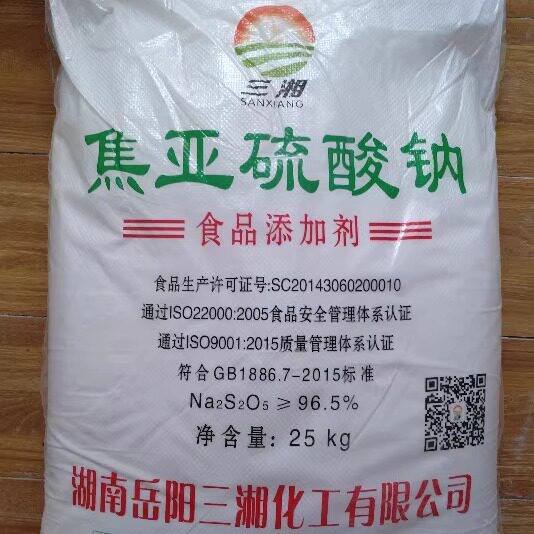 三湘
SANXIANG
焦亚硫酸钠
食品添加剂
食品生产许可证号:SC20143060200010
通过ISO22000:2005食品安全管理体系认证
通过ISO9001:2015质量管理体系认证
符合GB1886.7-2015标准
Na₂S₂O₅≥96.5%
净含量: 25 kg
湖南岳阳三湘化工有限公司